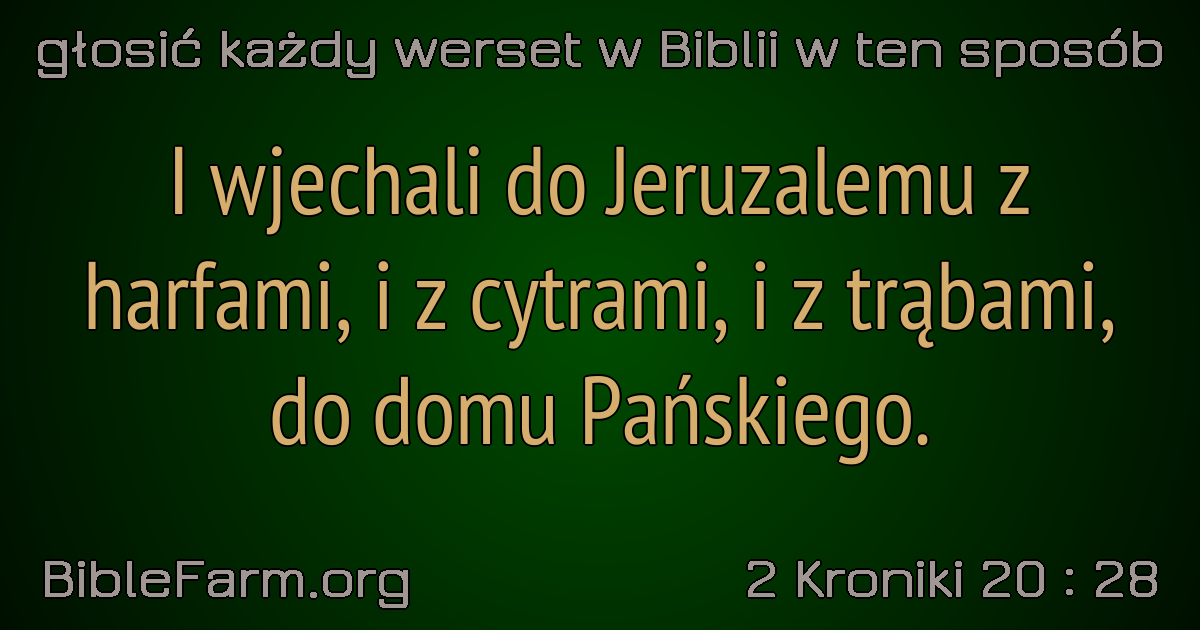 głosić każdy werset w Biblii w ten sposób
I wjechali do Jeruzalemu z
harfami, i z cytrami, i z trąbami,
do domu Pańskiego.
BibleFarm.org
2 Kroniki 20 : 28